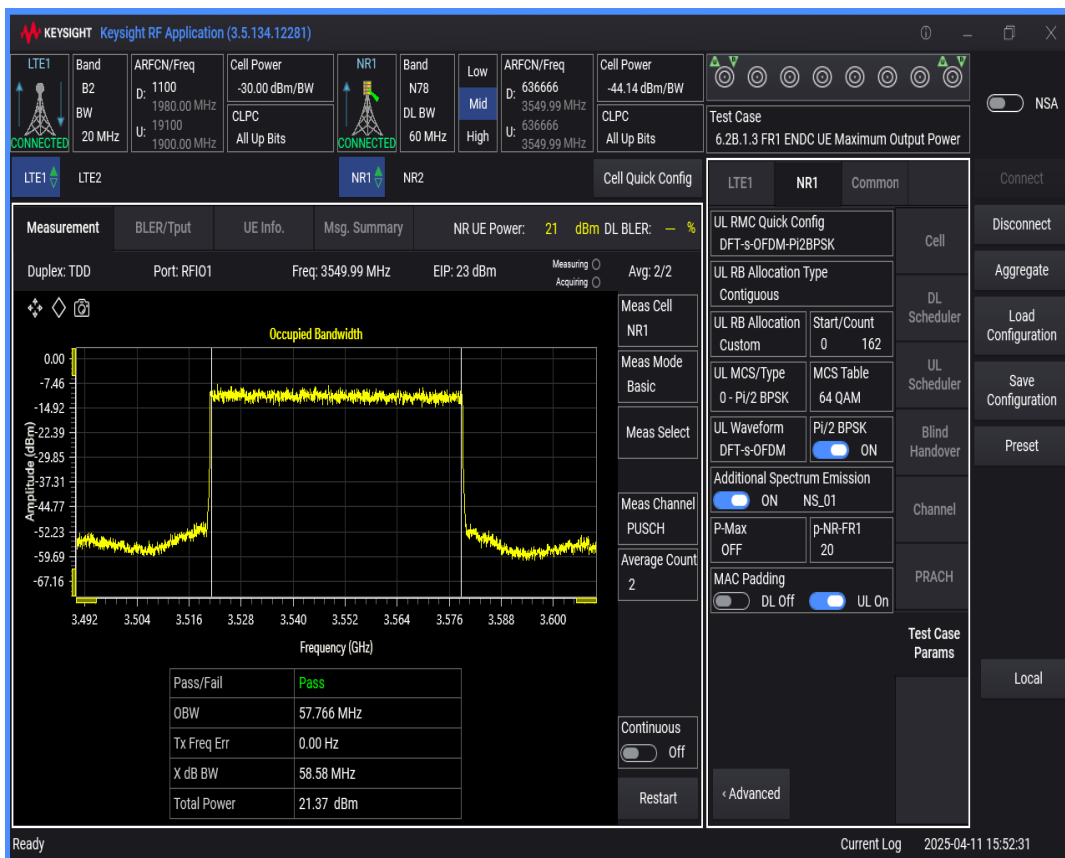 KEYSIGHT Keysight RF Application (3.5.134.12281)
LTE1 Band ARFCN/Freq Cell Power NR1 Band Low ARFCN/Freq Cell Power
B2 D: 1100 -30.00 dBm/BW N78 D: 636666 -44.14 dBm/BW
1980.00 MHz Mid 3549.99 MHz
BW CLPC DL BW CLPC
CONNECTED 20 MHz U: 19100 All Up Bits CONNECTED 60 MHz High U: 636666 All Up Bits
1900.00 MHz 3549.99 MHz
Test Case
6.2B.1.3 FR1 ENDC UE Maximum Output Power
NSA
LTE1 LTE2 NR1 NR2 Cell Quick Config
Connect
Disconnect
Aggregate
Load Configuration
Save Configuration
Preset
Local
Measurement BLER/Tput UE Info. Msg. Summary NR UE Power: 21 dBm DL BLER: — %
Duplex: TDD Port: RFIO1 Freq: 3549.99 MHz EIP: 23 dBm Measuring Avg: 2/2
Acquiring
Occupied Bandwidth
Amplitude (dBm)
0.00
-7.46
-14.92
-22.39
-29.85
-37.31
-44.77
-52.23
-59.69
-67.16
3.492 3.504 3.516 3.528 3.540 3.552 3.564 3.576 3.588 3.600
Frequency (GHz)
Pass/Fail Pass
OBW 57.766 MHz
Tx Freq Err 0.00 Hz
X dB BW 58.58 MHz
Total Power 21.37 dBm
Meas Cell
NR1
Meas Mode
Basic
Meas Select
Meas Channel
PUSCH
Average Count
2
Continuous
Off
Restart
LTE1 NR1 Common
UL RMC Quick Config
DFT-s-OFDM-Pi2BPSK
UL RB Allocation Type
Contiguous
UL RB Allocation Start/Count
Custom 0 162
UL MCS/Type MCS Table
0 - Pi/2 BPSK 64 QAM
UL Waveform Pi/2 BPSK
DFT-s-OFDM ON
Additional Spectrum Emission
ON NS_01
P-Max p-NR-FR1
OFF 20
MAC Padding
DL Off UL On
‹ Advanced
Cell
DL
Scheduler
UL
Scheduler
Blind
Handover
Channel
PRACH
Test Case
Params
Ready Current Log 2025-04-11 15:52:31